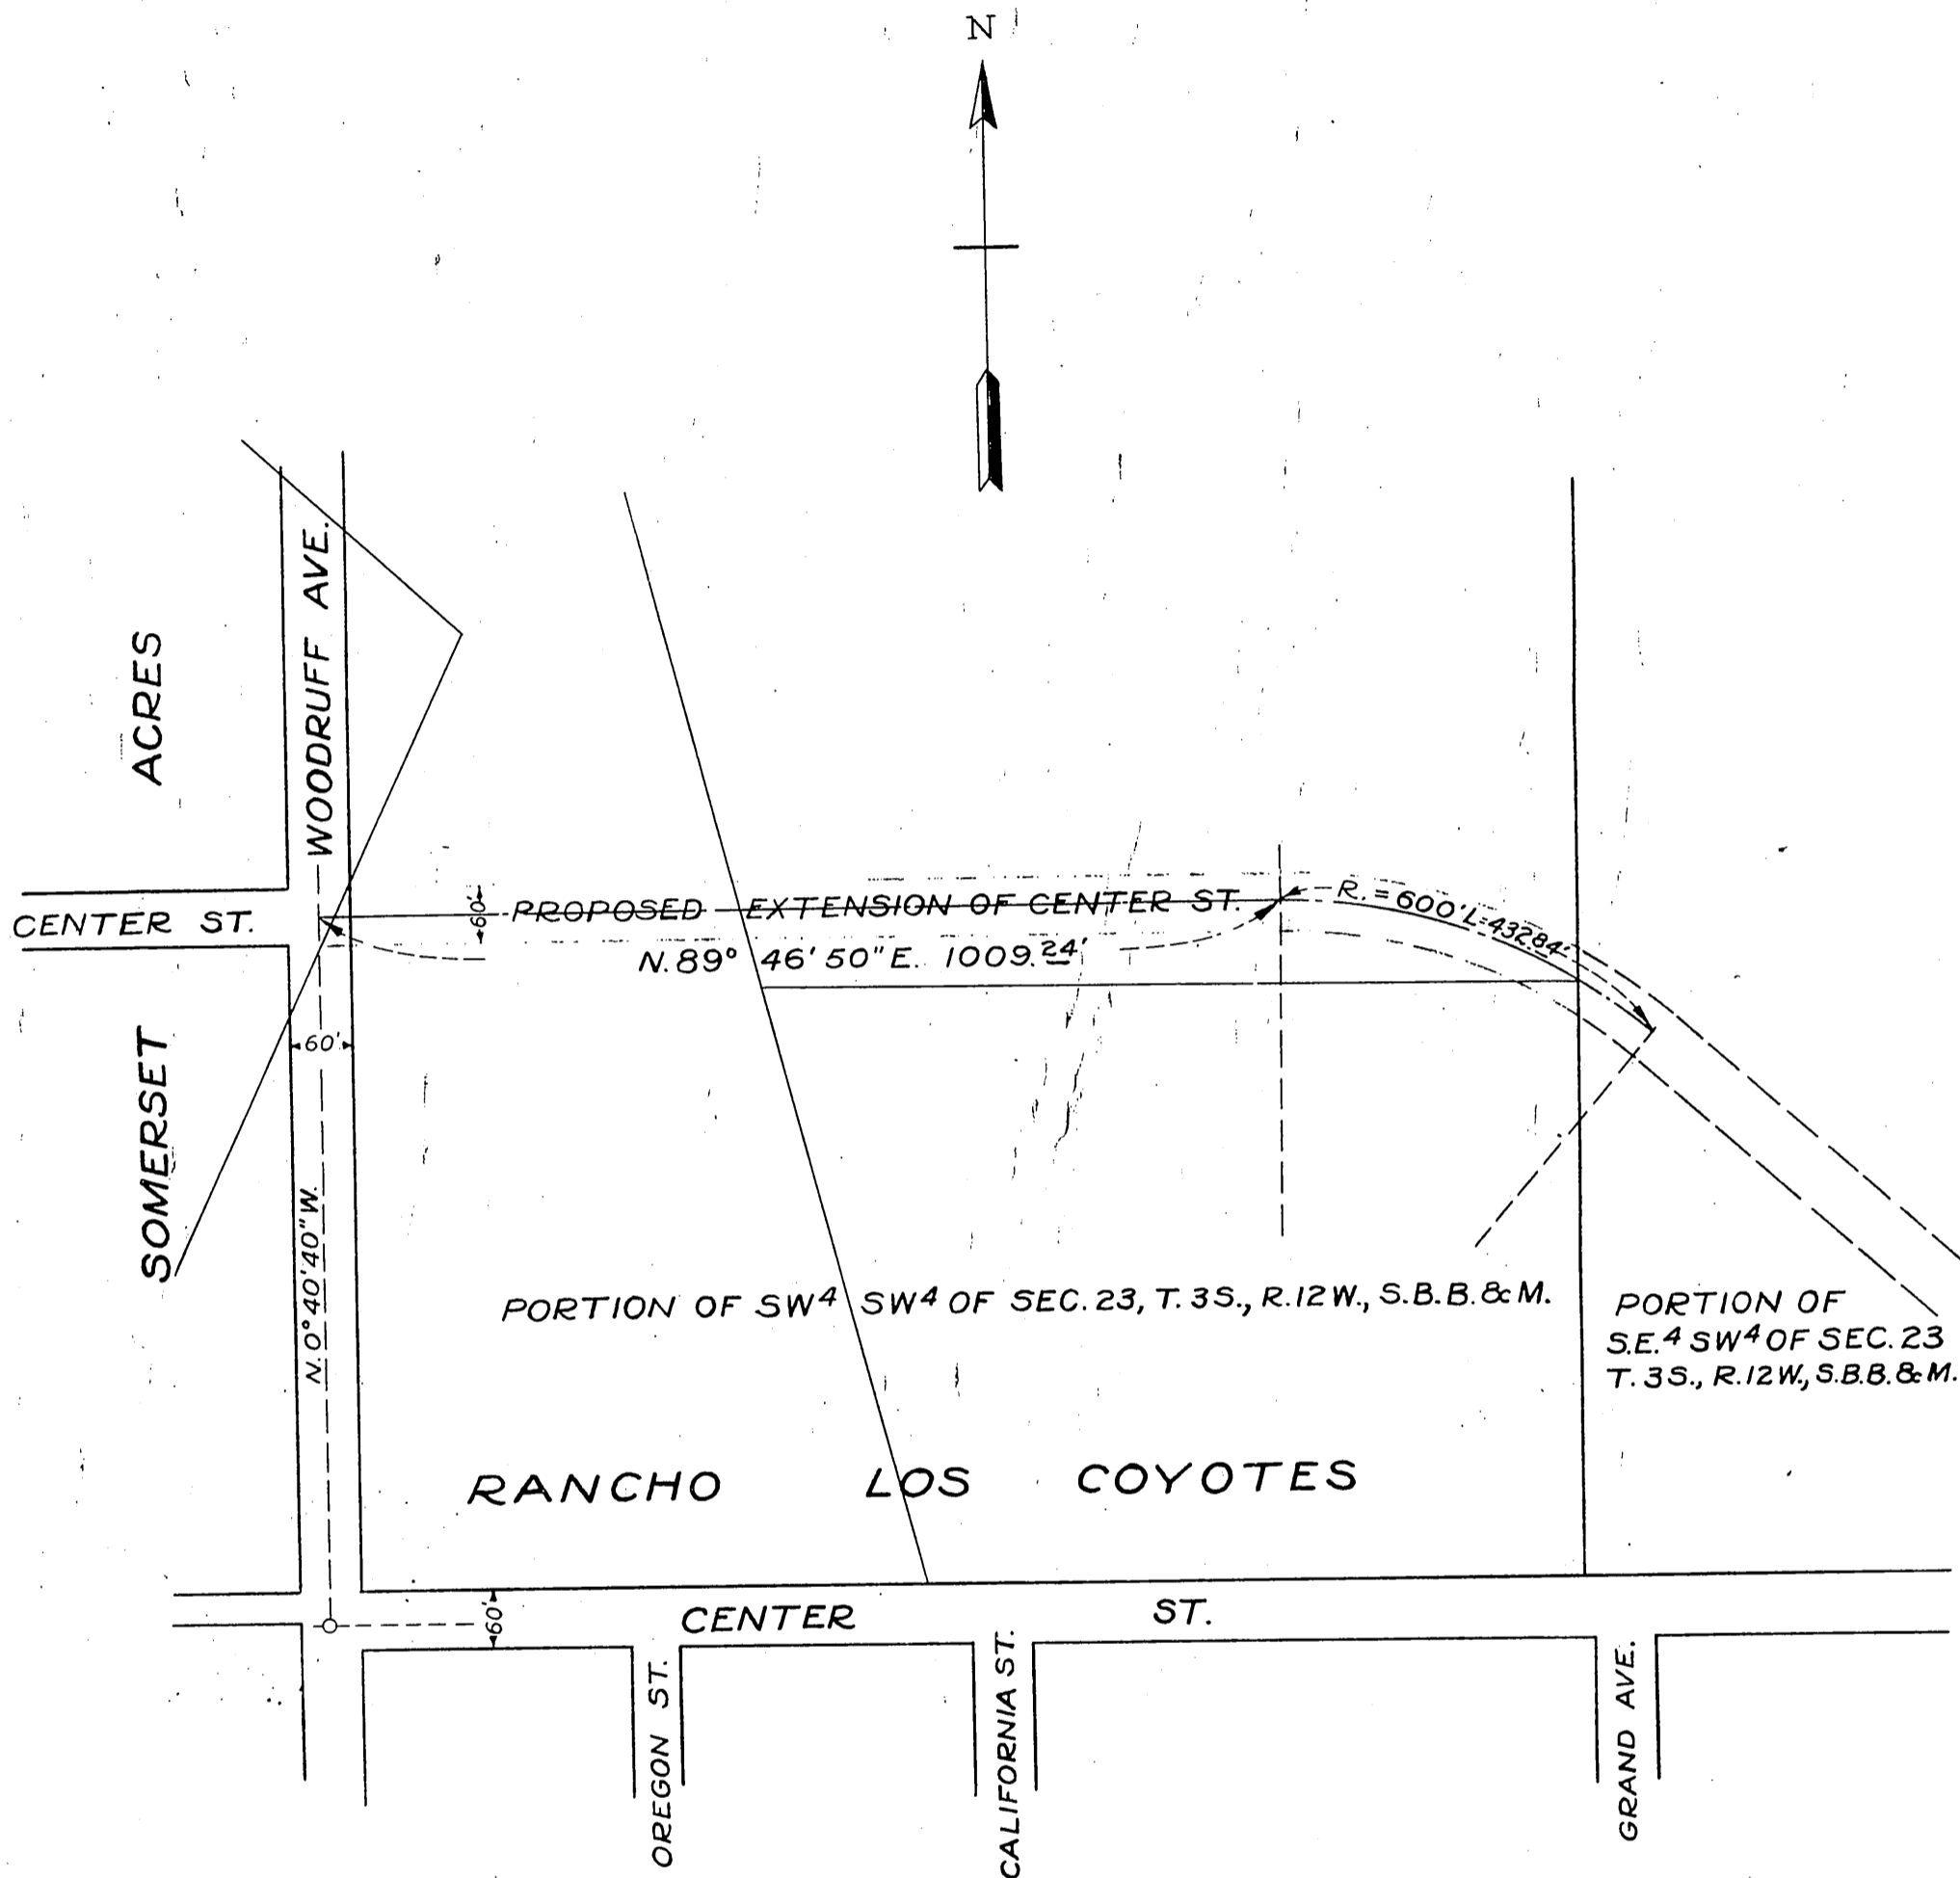 N
WOODRUFF AVE.
ACRES
SOMERSET
CENTER ST.
60'
PROPOSED EXTENSION OF CENTER ST.
R. = 600' L=432.84'
N. 89° 46' 50" E. 1009.24'
60'
N. 0° 40' 40" W.
PORTION OF SW4 SW4 OF SEC. 23, T. 3S., R. 12W., S.B.B. & M.
PORTION OF
S.E.4 SW4 OF SEC. 23
T. 3S., R. 12W., S.B.B. & M.
RANCHO LOS COYOTES
60'
CENTER ST.
OREGON ST.
CALIFORNIA ST.
GRAND AVE.